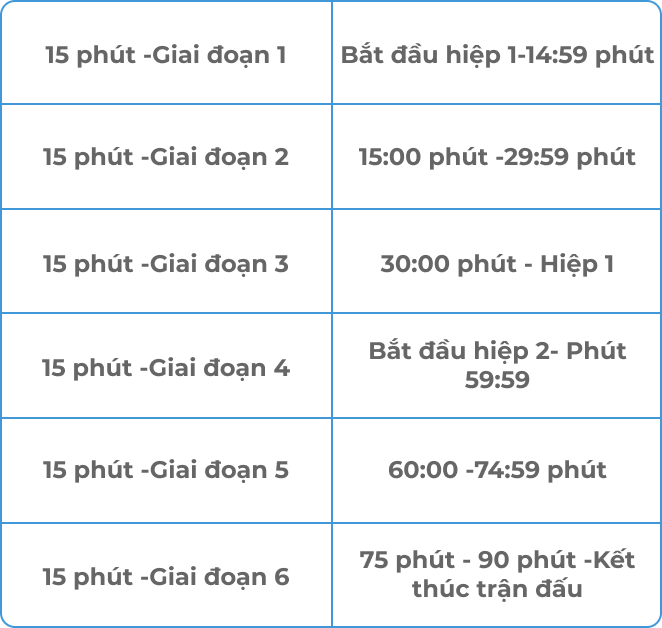 15 phút -Giai đoạn 1
Bắt đầu hiệp 1-14:59 phút
15 phút -Giai đoạn 2
15:00 phút -29:59 phút
15 phút -Giai đoạn 3
30:00 phút - Hiệp 1
15 phút -Giai đoạn 4
Bắt đầu hiệp 2- Phút
59:59
15 phút -Giai đoạn 5
60:00 -74:59 phút
15 phút -Giai đoạn 6
75 phút - 90 phút -Kết
thúc trận đấu